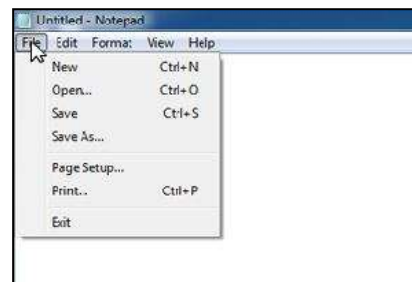 Untitled - Notepad
File Edit Format View Help
New Ctrl+N
Open... Ctrl+O
Save Ctrl+S
Save As...
Page Setup...
Print... Ctrl+P
Exit